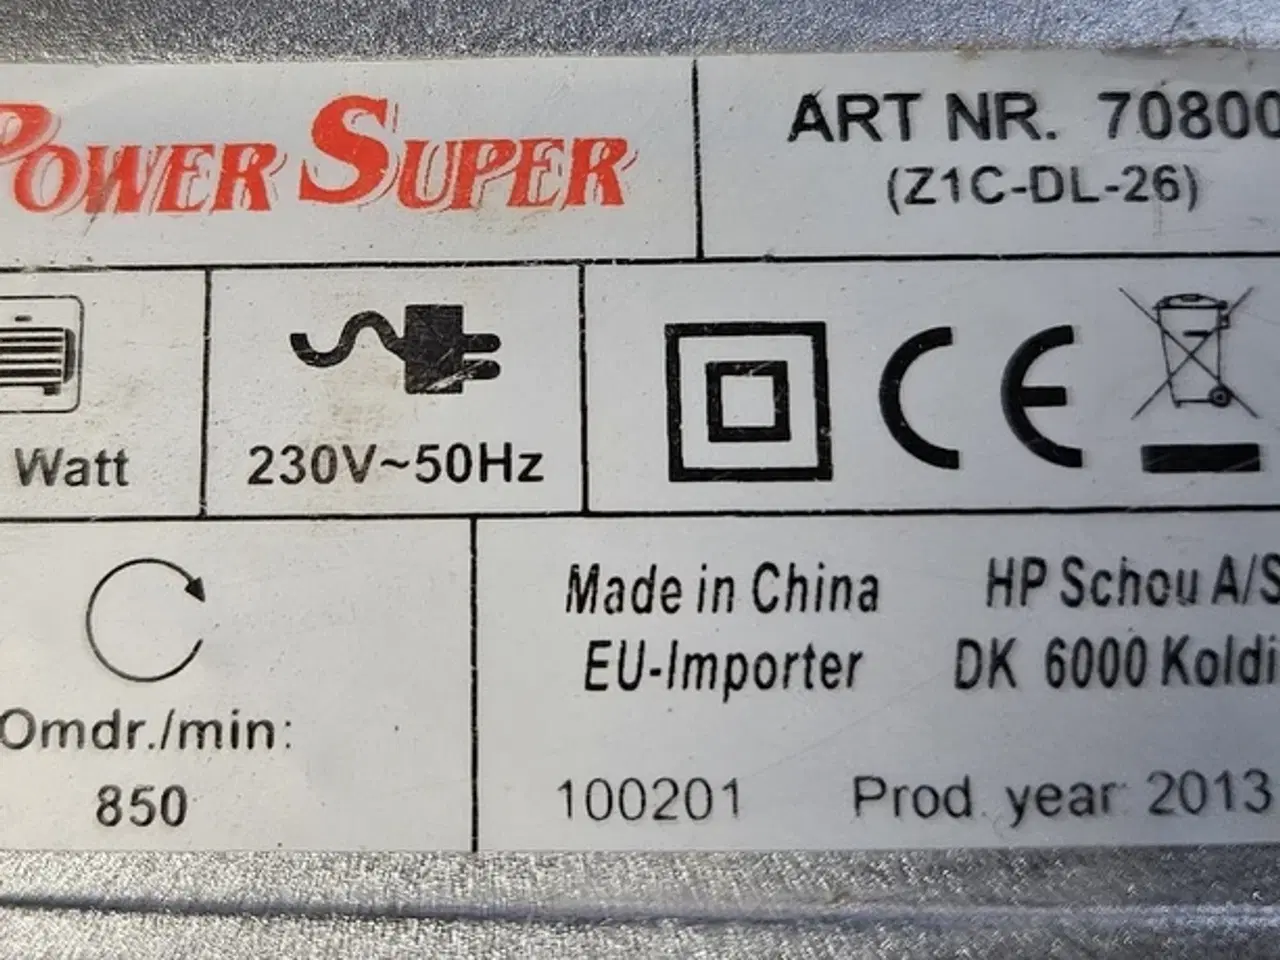 POWER SUPER
ART NR. 70800
(Z1C-DL-26)
Watt
230V~50Hz
CE
Made in China
HP Schou A/S
EU-Importer
DK 6000 Koldi
Omdr./min:
850
100201
Prod. year 2013